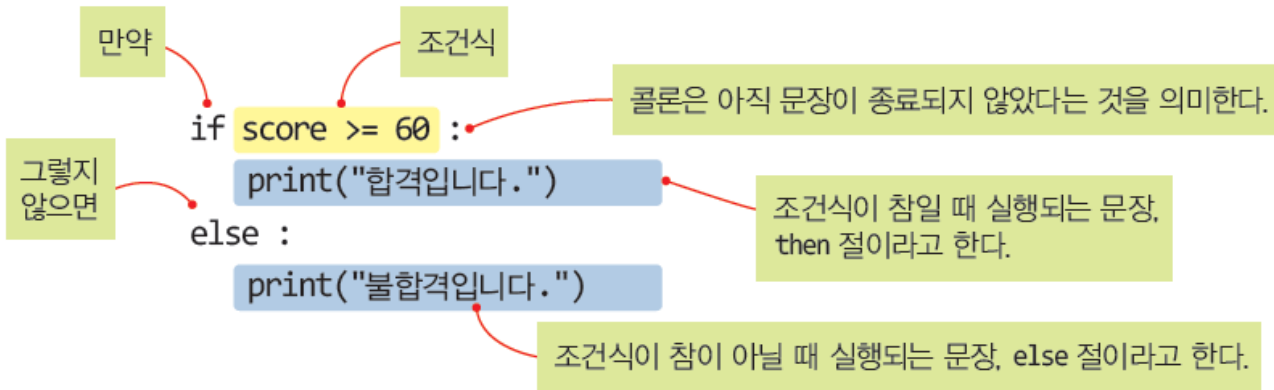 만약
조건식
콜론은 아직 문장이 종료되지 않았다는 것을 의미한다.
if score >= 60 :
그렇지
않으면
print("합격입니다.")
조건식이 참일 때 실행되는 문장,
then 절이라고 한다.
else :
print("불합격입니다.")
조건식이 참이 아닐 때 실행되는 문장, else 절이라고 한다.